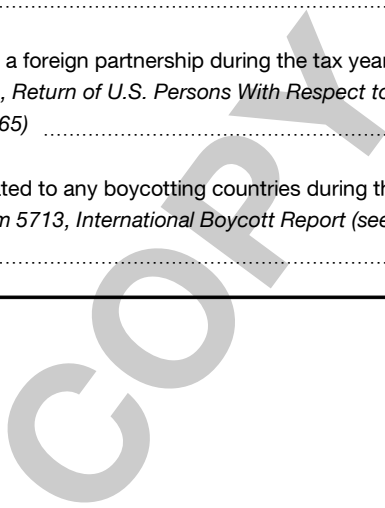 a foreign partnership during the tax year
, Return of U.S. Persons With Respect to
65)
ated to any boycotting countries during th
m 5713, International Boycott Report (see
COPY